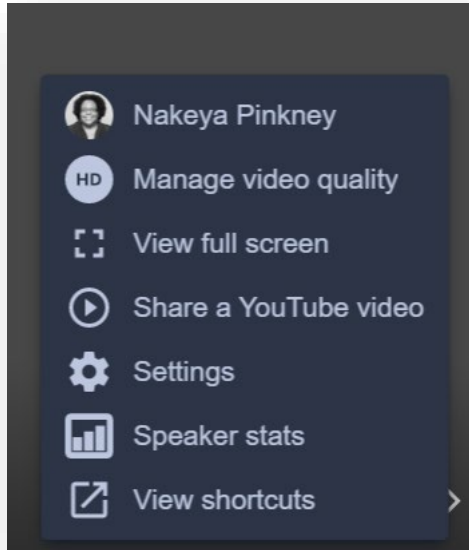 Nakeya Pinkney
HD Manage video quality
View full screen
Share a YouTube video
Settings
Speaker stats
View shortcuts